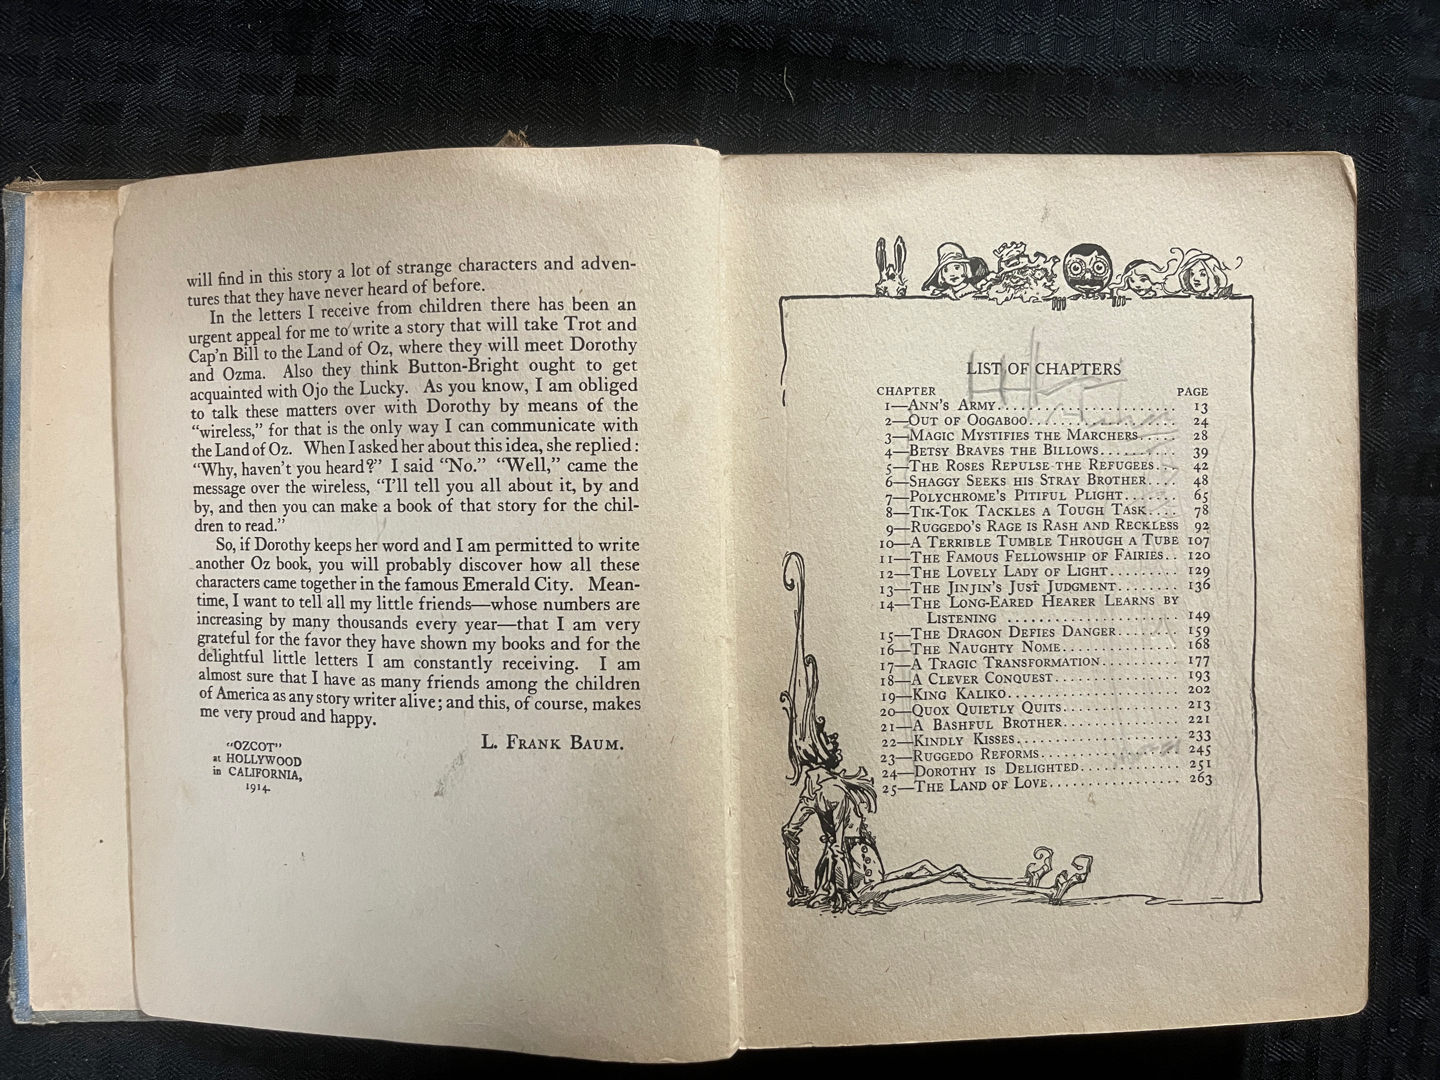 will find in this story a lot of strange characters and adven-
tures that they have never heard of before.
In the letters I receive from children there has been an
urgent appeal for me to write a story that will take Trot and
Cap'n Bill to the Land of Oz, where they will meet Dorothy
and Ozma. Also they think Button-Bright ought to get
acquainted with Ojo the Lucky. As you know, I am obliged
to talk these matters over with Dorothy by means of the
"wireless," for that is the only way I can communicate with
the Land of Oz. When I asked her about this idea, she replied:
"Why, haven't you heard?" I said "No." "Well," came the
message over the wireless, "I'll tell you all about it, by and
by, and then you can make a book of that story for the chil-
dren to read."
So, if Dorothy keeps her word and I am permitted to write
another Oz book, you will probably discover how all these
characters came together in the famous Emerald City. Mean-
time, I want to tell all my little friends—whose numbers are
increasing by many thousands every year—that I am very
grateful for the favor they have shown my books and for the
delightful little letters I am constantly receiving. I am
almost sure that I have as many friends among the children
of America as any story writer alive; and this, of course, makes
me very proud and happy.
L. FRANK BAUM.
"OZCOT"
at HOLLYWOOD
in CALIFORNIA,
1914
LIST OF CHAPTERS
CHAPTER PAGE
1—ANN'S ARMY 13
2—OUT OF OOGABOO 24
3—MAGIC MYSTIFIES THE MARCHERS 28
4—BETSY BRAVES THE BILLOWS 39
5—THE ROSES REPULSE THE REFUGEES 42
6—SHAGGY SEEKS HIS STRAY BROTHER 48
7—POLYCHROME'S PITIFUL PLIGHT 65
8—TIK-TOK TACKLES A TOUGH TASK 78
9—RUGGEDO'S RAGE IS RASH AND RECKLESS 92
10—A TERRIBLE TUMBLE THROUGH A TUBE 107
11—THE FAMOUS FELLOWSHIP OF FAIRIES 120
12—THE LOVELY LADY OF LIGHT 129
13—THE JINJIN'S JUST JUDGMENT 136
14—THE LONG-EARED HEARER LEARNS BY
LISTENING 149
15—THE DRAGON DEFIES DANGER 159
16—THE NAUGHTY NOME 168
17—A TRAGIC TRANSFORMATION 177
18—A CLEVER CONQUEST 193
19—KING KALIKO 202
20—QUOX QUIETLY QUITS 213
21—A BASHFUL BROTHER 221
22—KINDLY KISSES 233
23—RUGGEDO REFORMS 245
24—DOROTHY IS DELIGHTED 251
25—THE LAND OF LOVE 263